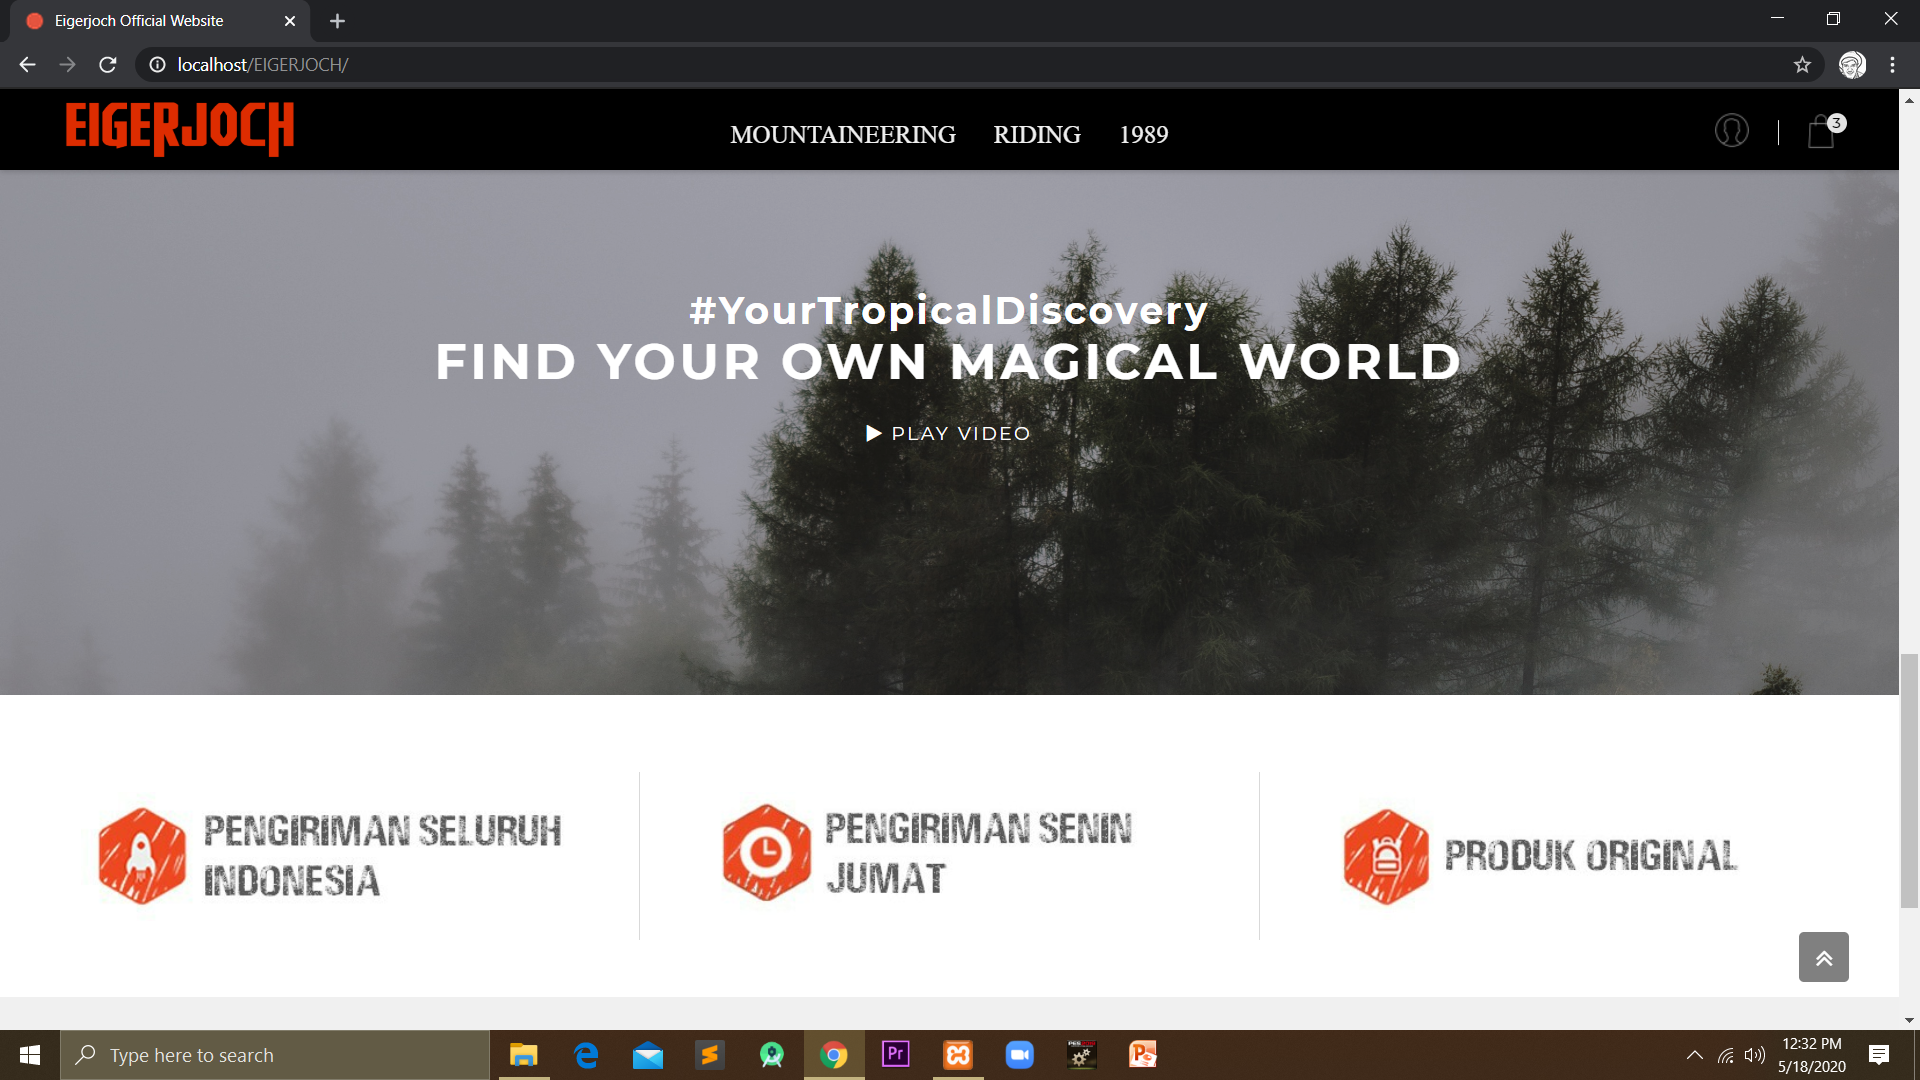 Eigerjoch Official Website
localhost/EIGERJOCH/
EIGERJOCH
MOUNTAINEERING RIDING 1989
3
#YourTropicalDiscovery
FIND YOUR OWN MAGICAL WORLD
PLAY VIDEO
PENGIRIMAN SELURUH
INDONESIA
PENGIRIMAN SENIN
JUMAT
PRODUK ORIGINAL
Type here to search
Pr
12:32 PM
5/18/2020